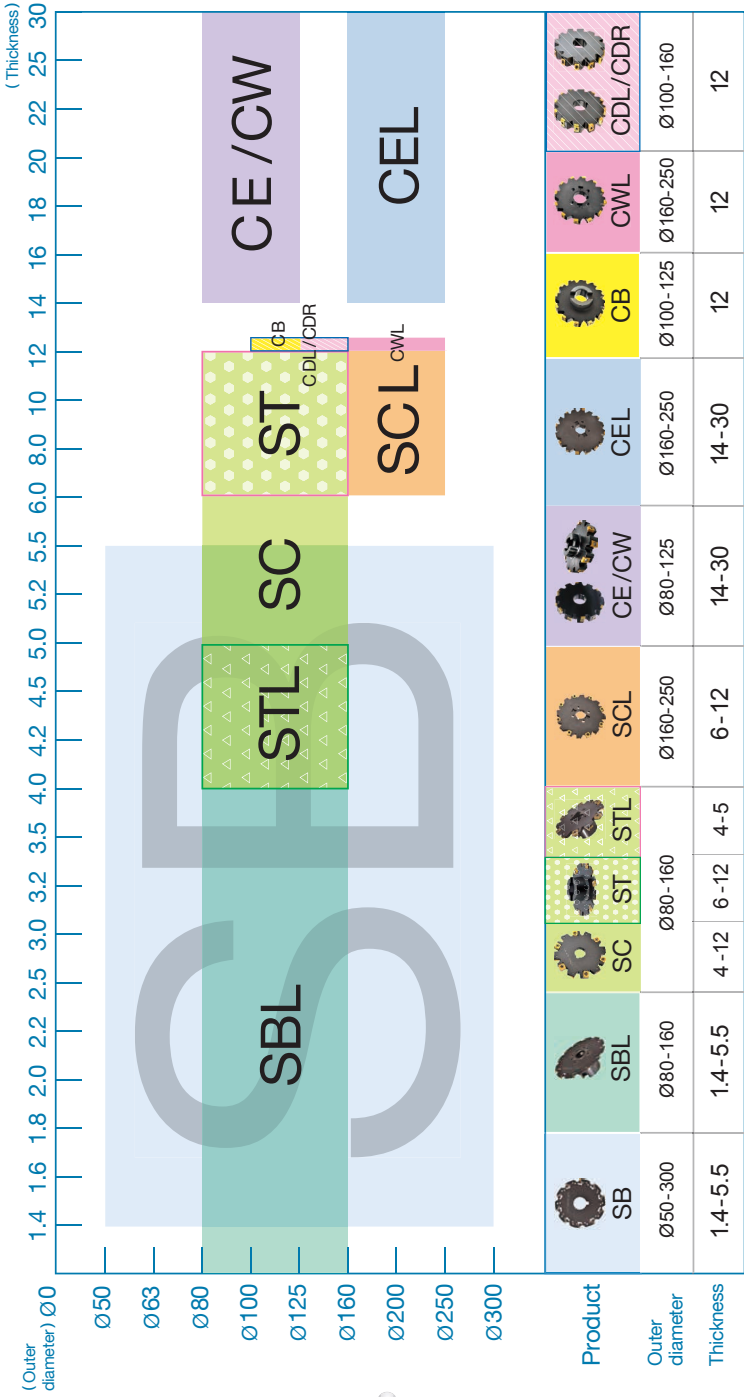 (Thickness)
30
25
22
20
18
16
14
12
10
8.0
6.0
5.5
5.2
5.0
4.5
4.2
4.0
3.5
3.2
3.0
2.5
2.2
2.0
1.8
1.6
1.4
(Outer
diameter)
Ø0
Ø50
Ø63
Ø80
Ø100
Ø125
Ø160
Ø200
Ø250
Ø300
SB
SBL
STL
SC
ST
SCL
CB
CDL/CDR
CWL
CE/CW
CEL
Product
SB
SBL
SC
ST
STL
SCL
CE/CW
CEL
CB
CWL
CDL/CDR
Outer
diameter
Ø50-300
Ø80-160
Ø80-160
Ø160-250
Ø80-125
Ø160-250
Ø100-125
Ø160-250
Ø100-160
Thickness
1.4-5.5
1.4-5.5
4-12
6-12
4-5
6-12
14-30
14-30
12
12
12